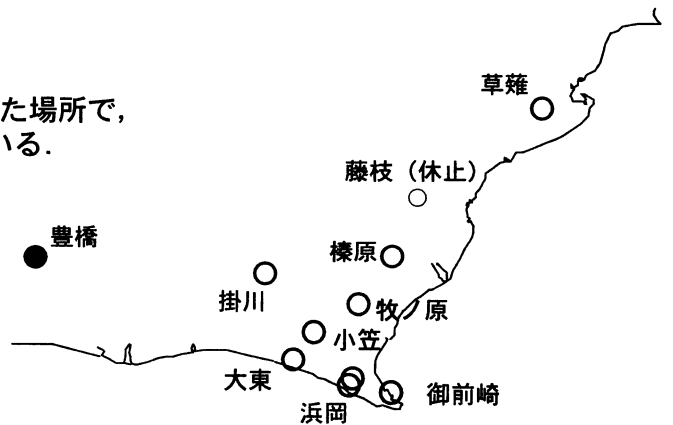 た場所で，
いる．
草薙
藤枝（休止）
豊橋
榛原
掛川
牧ノ原
小笠
大東
浜岡
御前崎